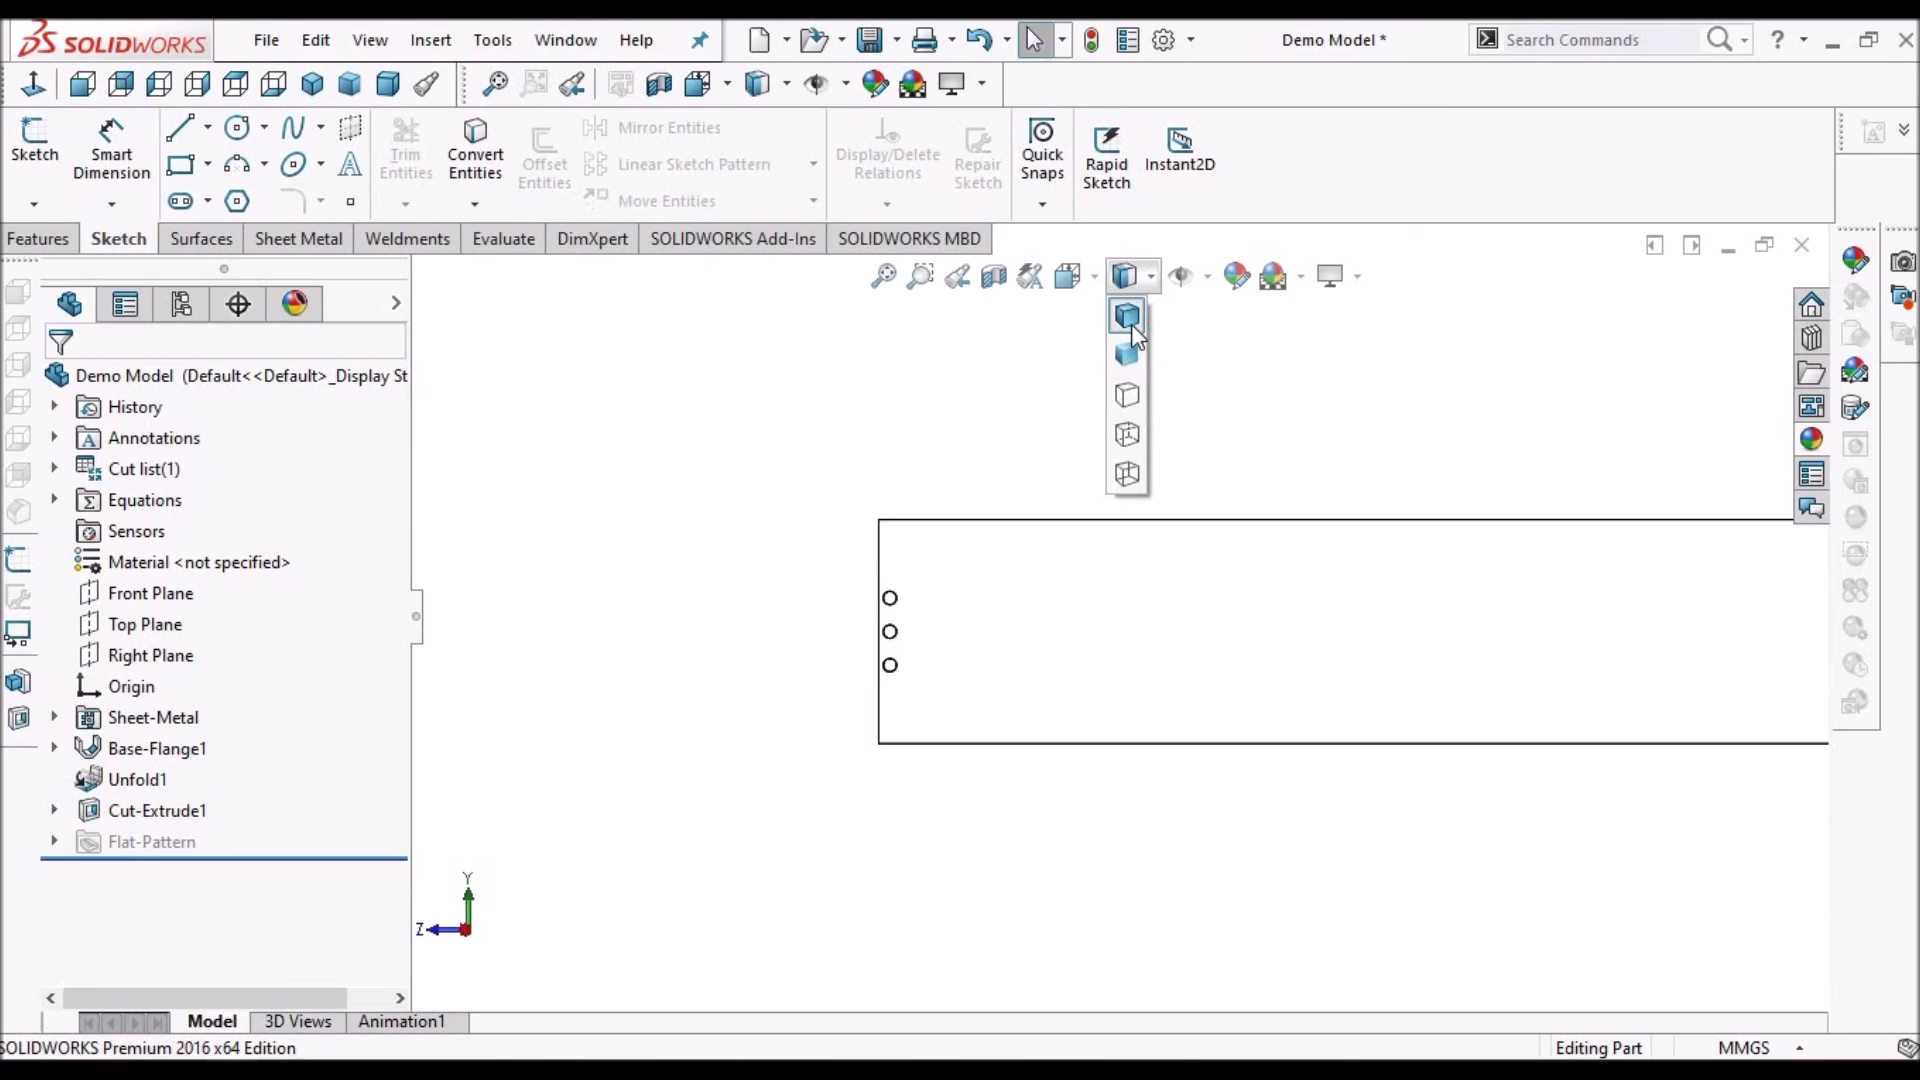 SOLIDWORKS
File Edit View Insert Tools Window Help
Demo Model *
Search Commands
?
Sketch
Smart Dimension
Trim Entities
Convert Entities
Offset Entities
Mirror Entities
Linear Sketch Pattern
Move Entities
Display/Delete Relations
Repair Sketch
Quick Snaps
Rapid Sketch
Instant2D
Features Sketch Surfaces Sheet Metal Weldments Evaluate DimXpert SOLIDWORKS Add-Ins SOLIDWORKS MBD
Demo Model (Default<<Default>_Display St
History
Annotations
Cut list(1)
Equations
Sensors
Material <not specified>
Front Plane
Top Plane
Right Plane
Origin
Sheet-Metal
Base-Flange1
Unfold1
Cut-Extrude1
Flat-Pattern
Y
Z
Model 3D Views Animation1
SOLIDWORKS Premium 2016 x64 Edition
Editing Part
MMGS